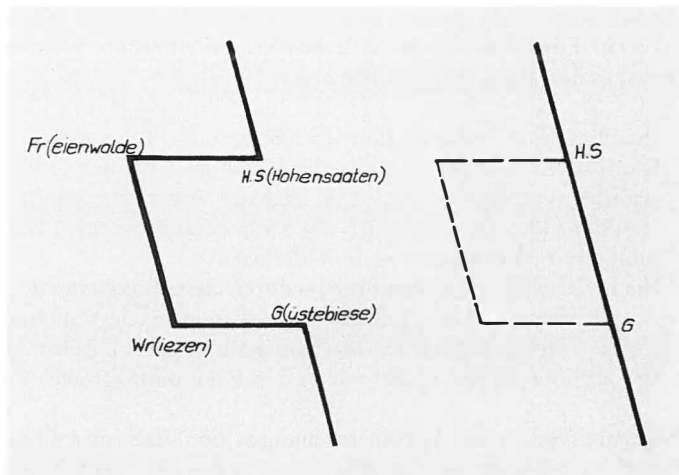 Fr(eienwalde)
H.S(Hohensaaten)
G(üstebiese)
Wr(iezen)
H.S
G